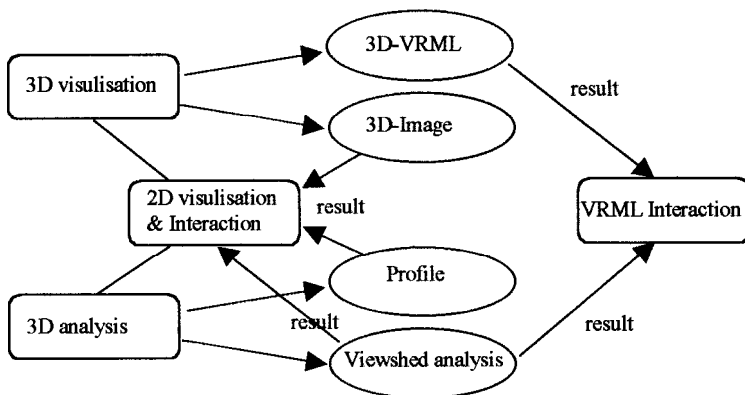 3D-VRML
3D visulisation
result
3D-Image
2D visulisation
& Interaction
result
VRML Interaction
Profile
3D analysis
result
result
Viewshed analysis